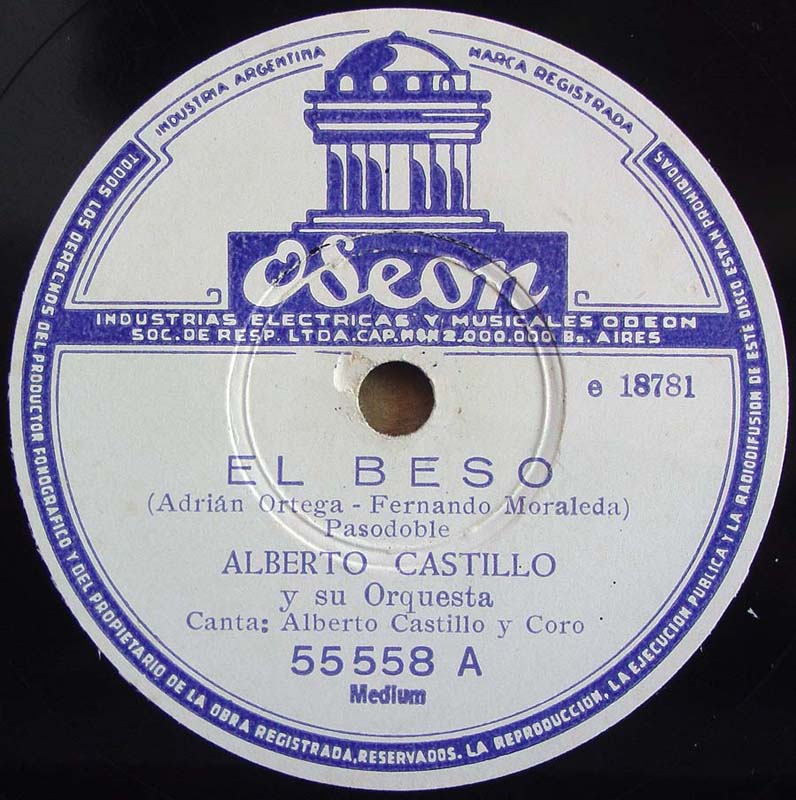 INDUSTRIA ARGENTINA
MARCA REGISTRADA
Odeon
INDUSTRIAS ELECTRICAS Y MUSICALES ODEON
SOC. DE RESP. LTDA. CAP. M$N 2.000.000. Bs. AIRES
e 18781
EL BESO
(Adrián Ortega - Fernando Moraleda)
Pasodoble
ALBERTO CASTILLO
y su Orquesta
Canta: Alberto Castillo y Coro
55558 A
Medium
TODOS LOS DERECHOS DEL PRODUCTOR FONOGRAFICO Y DEL PROPIETARIO DE LA OBRA REGISTRADA, RESERVADOS. LA REPRODUCCIÓN, LA EJECUCION PUBLICA Y LA RADIODIFUSION DE ESTE DISCO ESTAN PROHIBIDAS